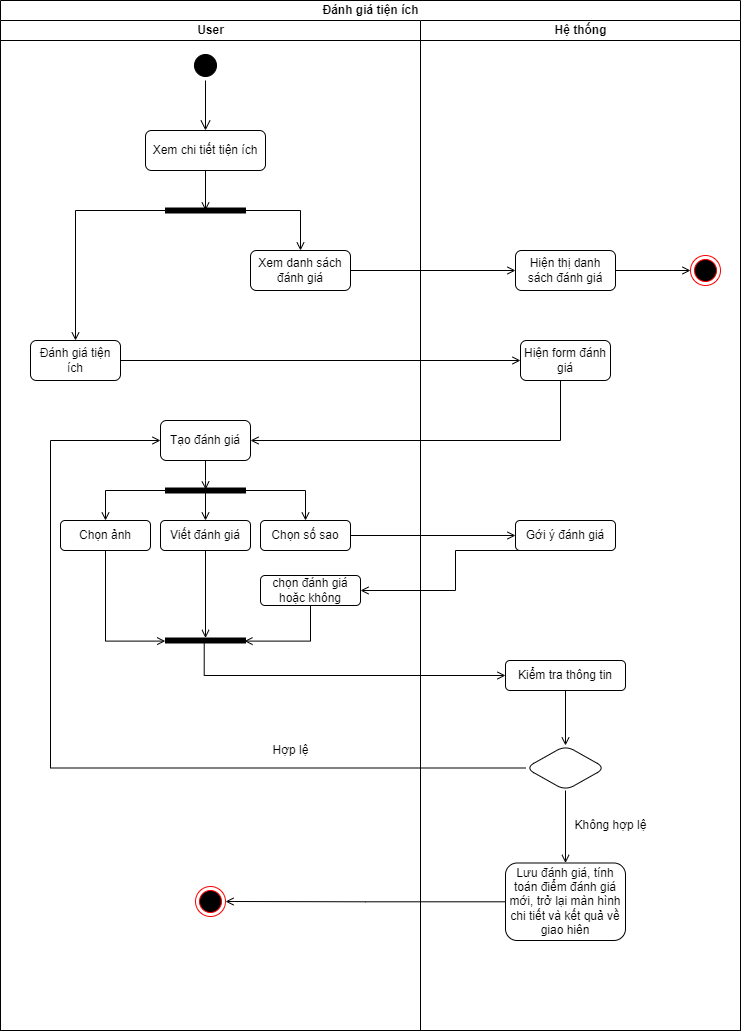 Đánh giá tiện ích
User
Hệ thống
Xem chi tiết tiện ích
Xem danh sách
đánh giá
Hiện thị danh
sách đánh giá
Đánh giá tiện
ích
Hiện form đánh
giá
Tạo đánh giá
Chọn ảnh
Viết đánh giá
Chọn số sao
Gới ý đánh giá
chọn đánh giá
hoặc không
Kiểm tra thông tin
Hợp lệ
Không hợp lệ
Lưu đánh giá, tính
toán điểm đánh giá
mới, trở lại màn hình
chi tiết và kết quả về
giao hiên